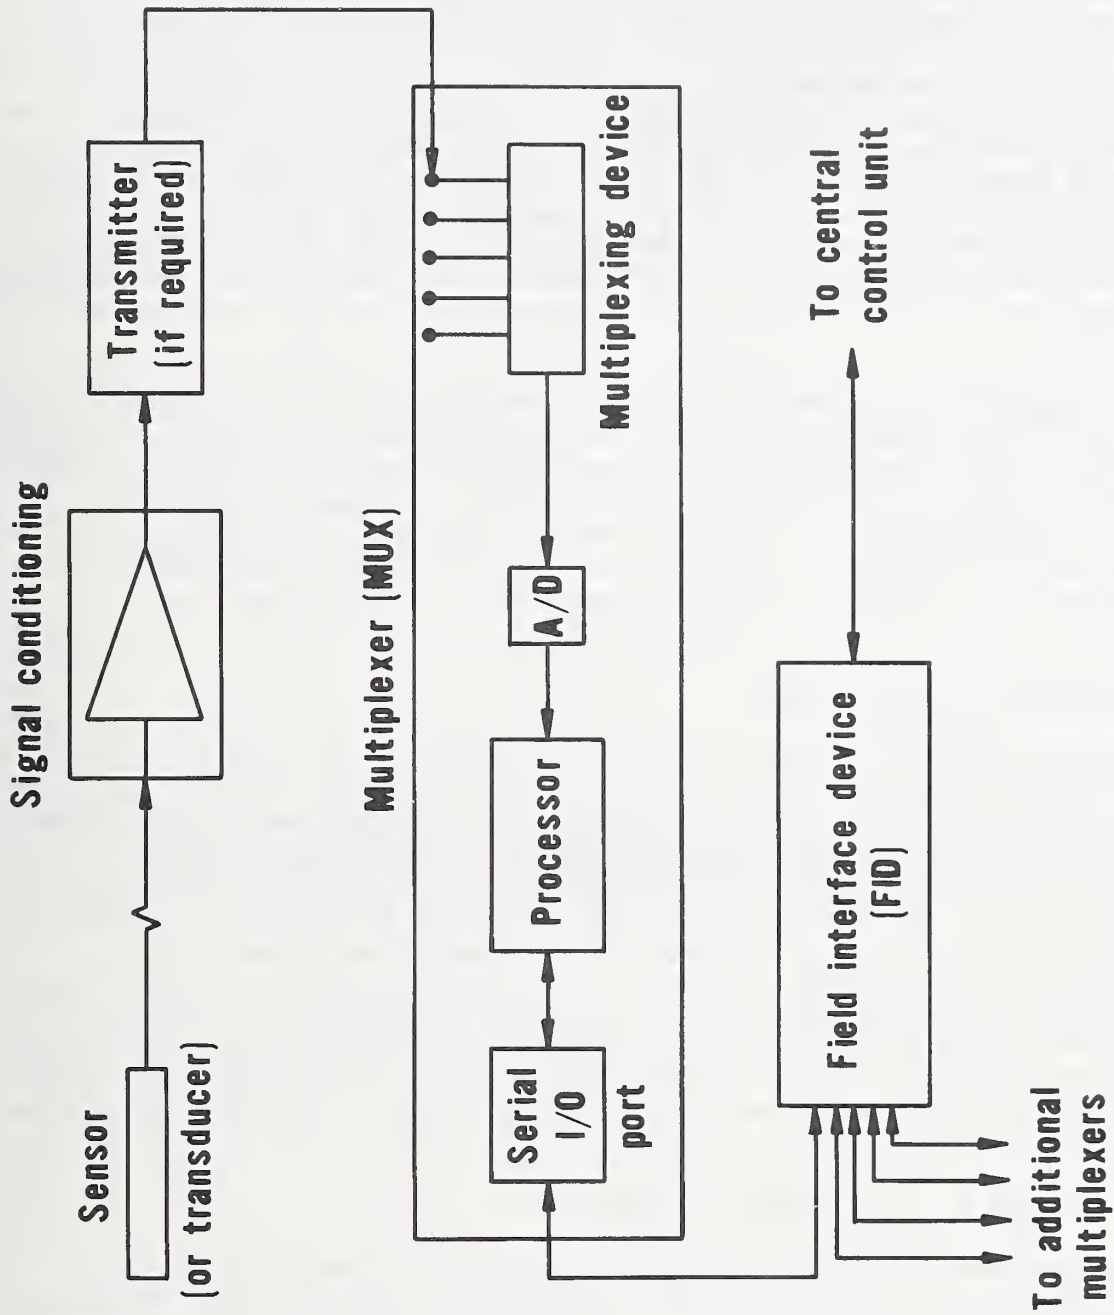 Sensor
(or transducer)
Signal conditioning
Transmitter
(if required)
Multiplexer (MUX)
Serial
I/O
port
Processor
A/D
Multiplexing device
Field interface device
(FID)
To central
control unit
To additional
multiplexers